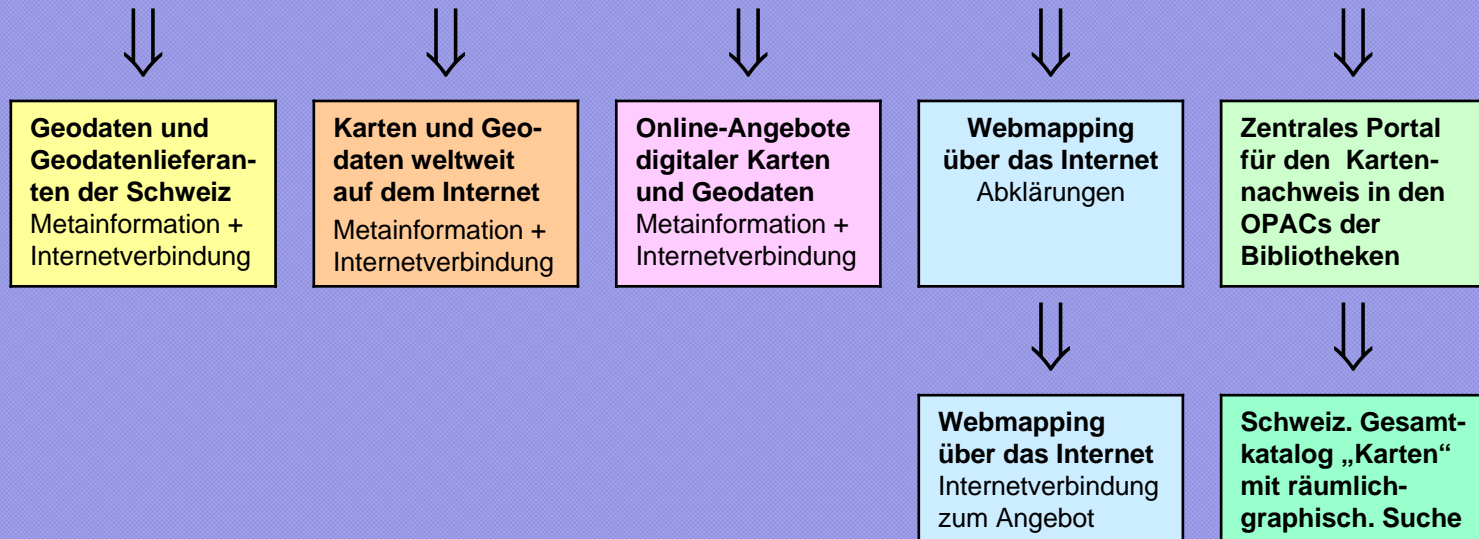 Geodaten und
Geodatenlieferan-
ten der Schweiz
Metainformation +
Internetverbindung
Karten und Geo-
daten weltweit
auf dem Internet
Metainformation +
Internetverbindung
Online-Angebote
digitaler Karten
und Geodaten
Metainformation +
Internetverbindung
Webmapping
über das Internet
Abklärungen
Zentrales Portal
für den Karten-
nachweis in den
OPACs der
Bibliotheken
Webmapping
über das Internet
Internetverbindung
zum Angebot
Schweiz. Gesamt-
katalog „Karten“
mit räumlich-
graphisch. Suche